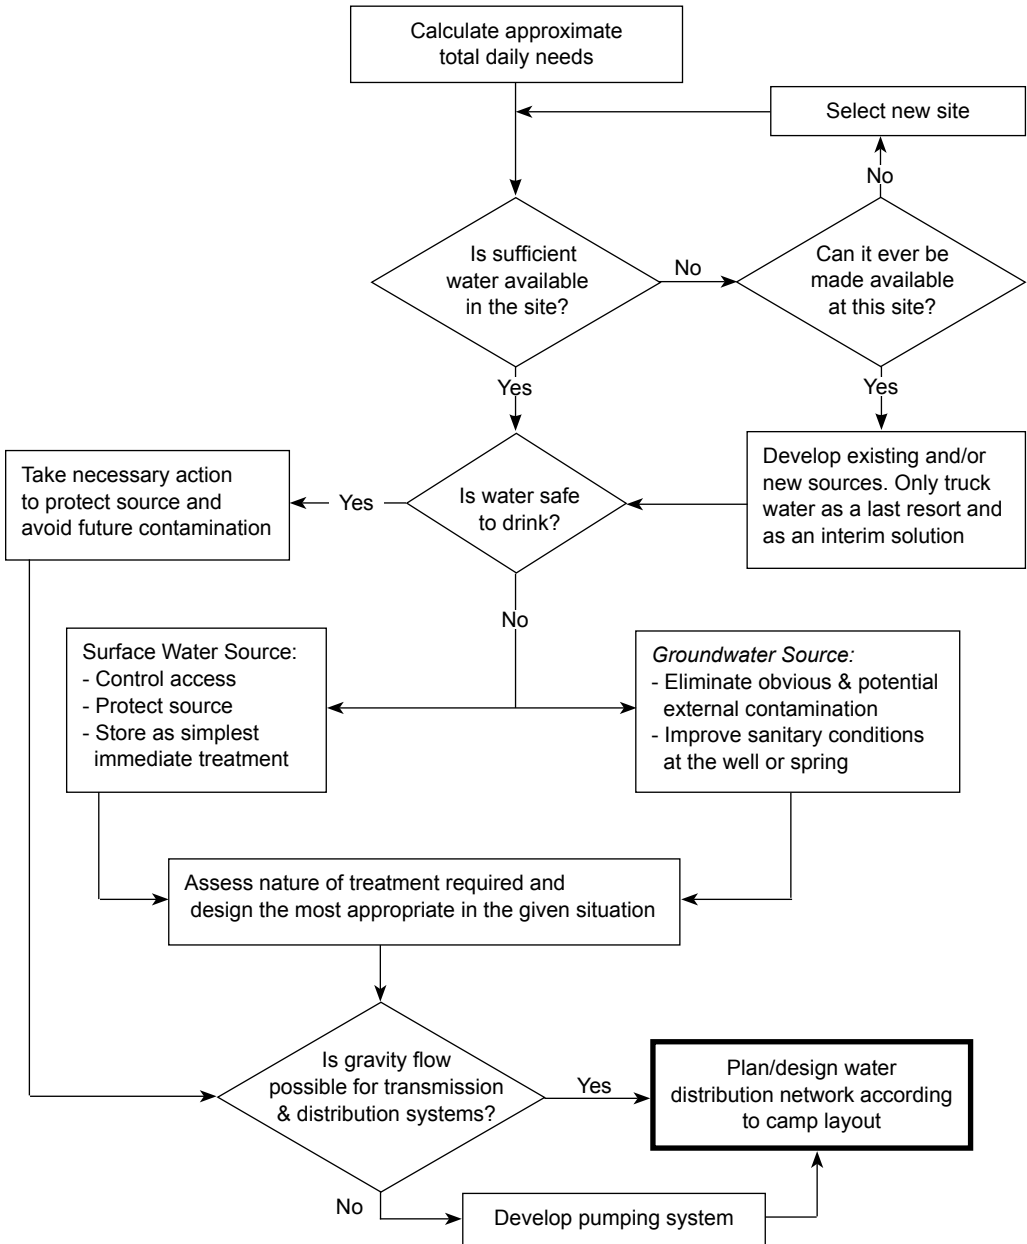 Calculate approximate
total daily needs
Select new site
No
Is sufficient
water available
in the site?
No
Can it ever be
made available
at this site?
Yes
Yes
Take necessary action
to protect source and
avoid future contamination
Yes
Is water safe
to drink?
Develop existing and/or
new sources. Only truck
water as a last resort and
as an interim solution
No
Surface Water Source:
- Control access
- Protect source
- Store as simplest
immediate treatment
Groundwater Source:
- Eliminate obvious & potential
external contamination
- Improve sanitary conditions
at the well or spring
Assess nature of treatment required and
design the most appropriate in the given situation
Is gravity flow
possible for transmission
& distribution systems?
Yes
Plan/design water
distribution network according
to camp layout
No
Develop pumping system